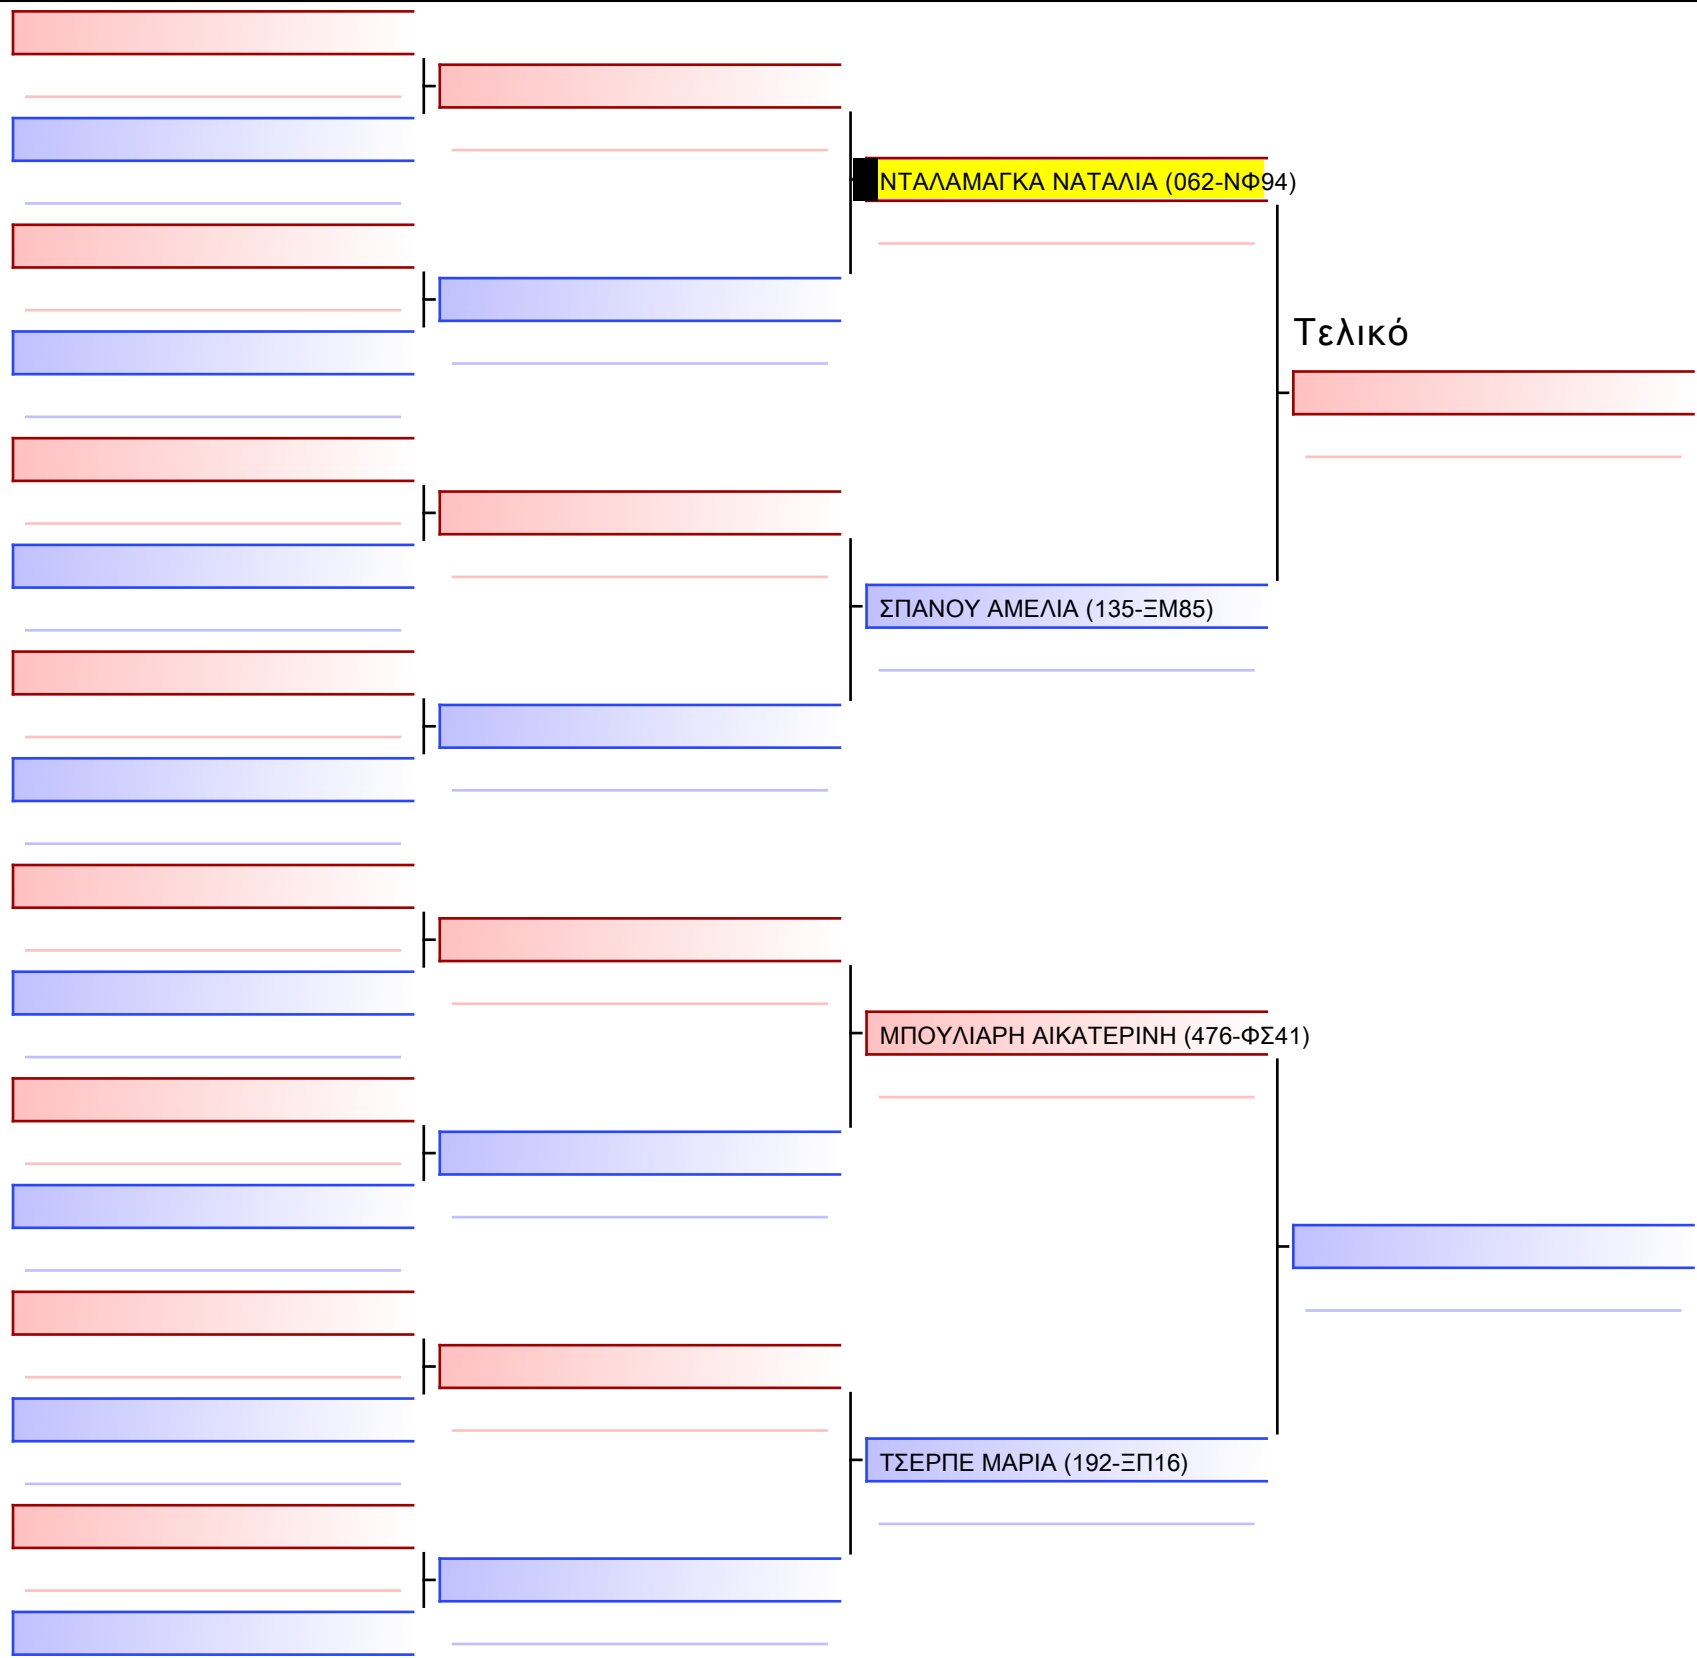 ΝΤΑΛΑΜΑΓΚΑ ΝΑΤΑΛΙΑ (062-ΝΦ94)
Τελικό
ΣΠΑΝΟΥ ΑΜΕΛΙΑ (135-ΞΜ85)
ΜΠΟΥΛΙΑΡΗ ΑΙΚΑΤΕΡΙΝΗ (476-ΦΣ41)
ΤΣΕΡΠΕ ΜΑΡΙΑ (192-ΞΠ16)